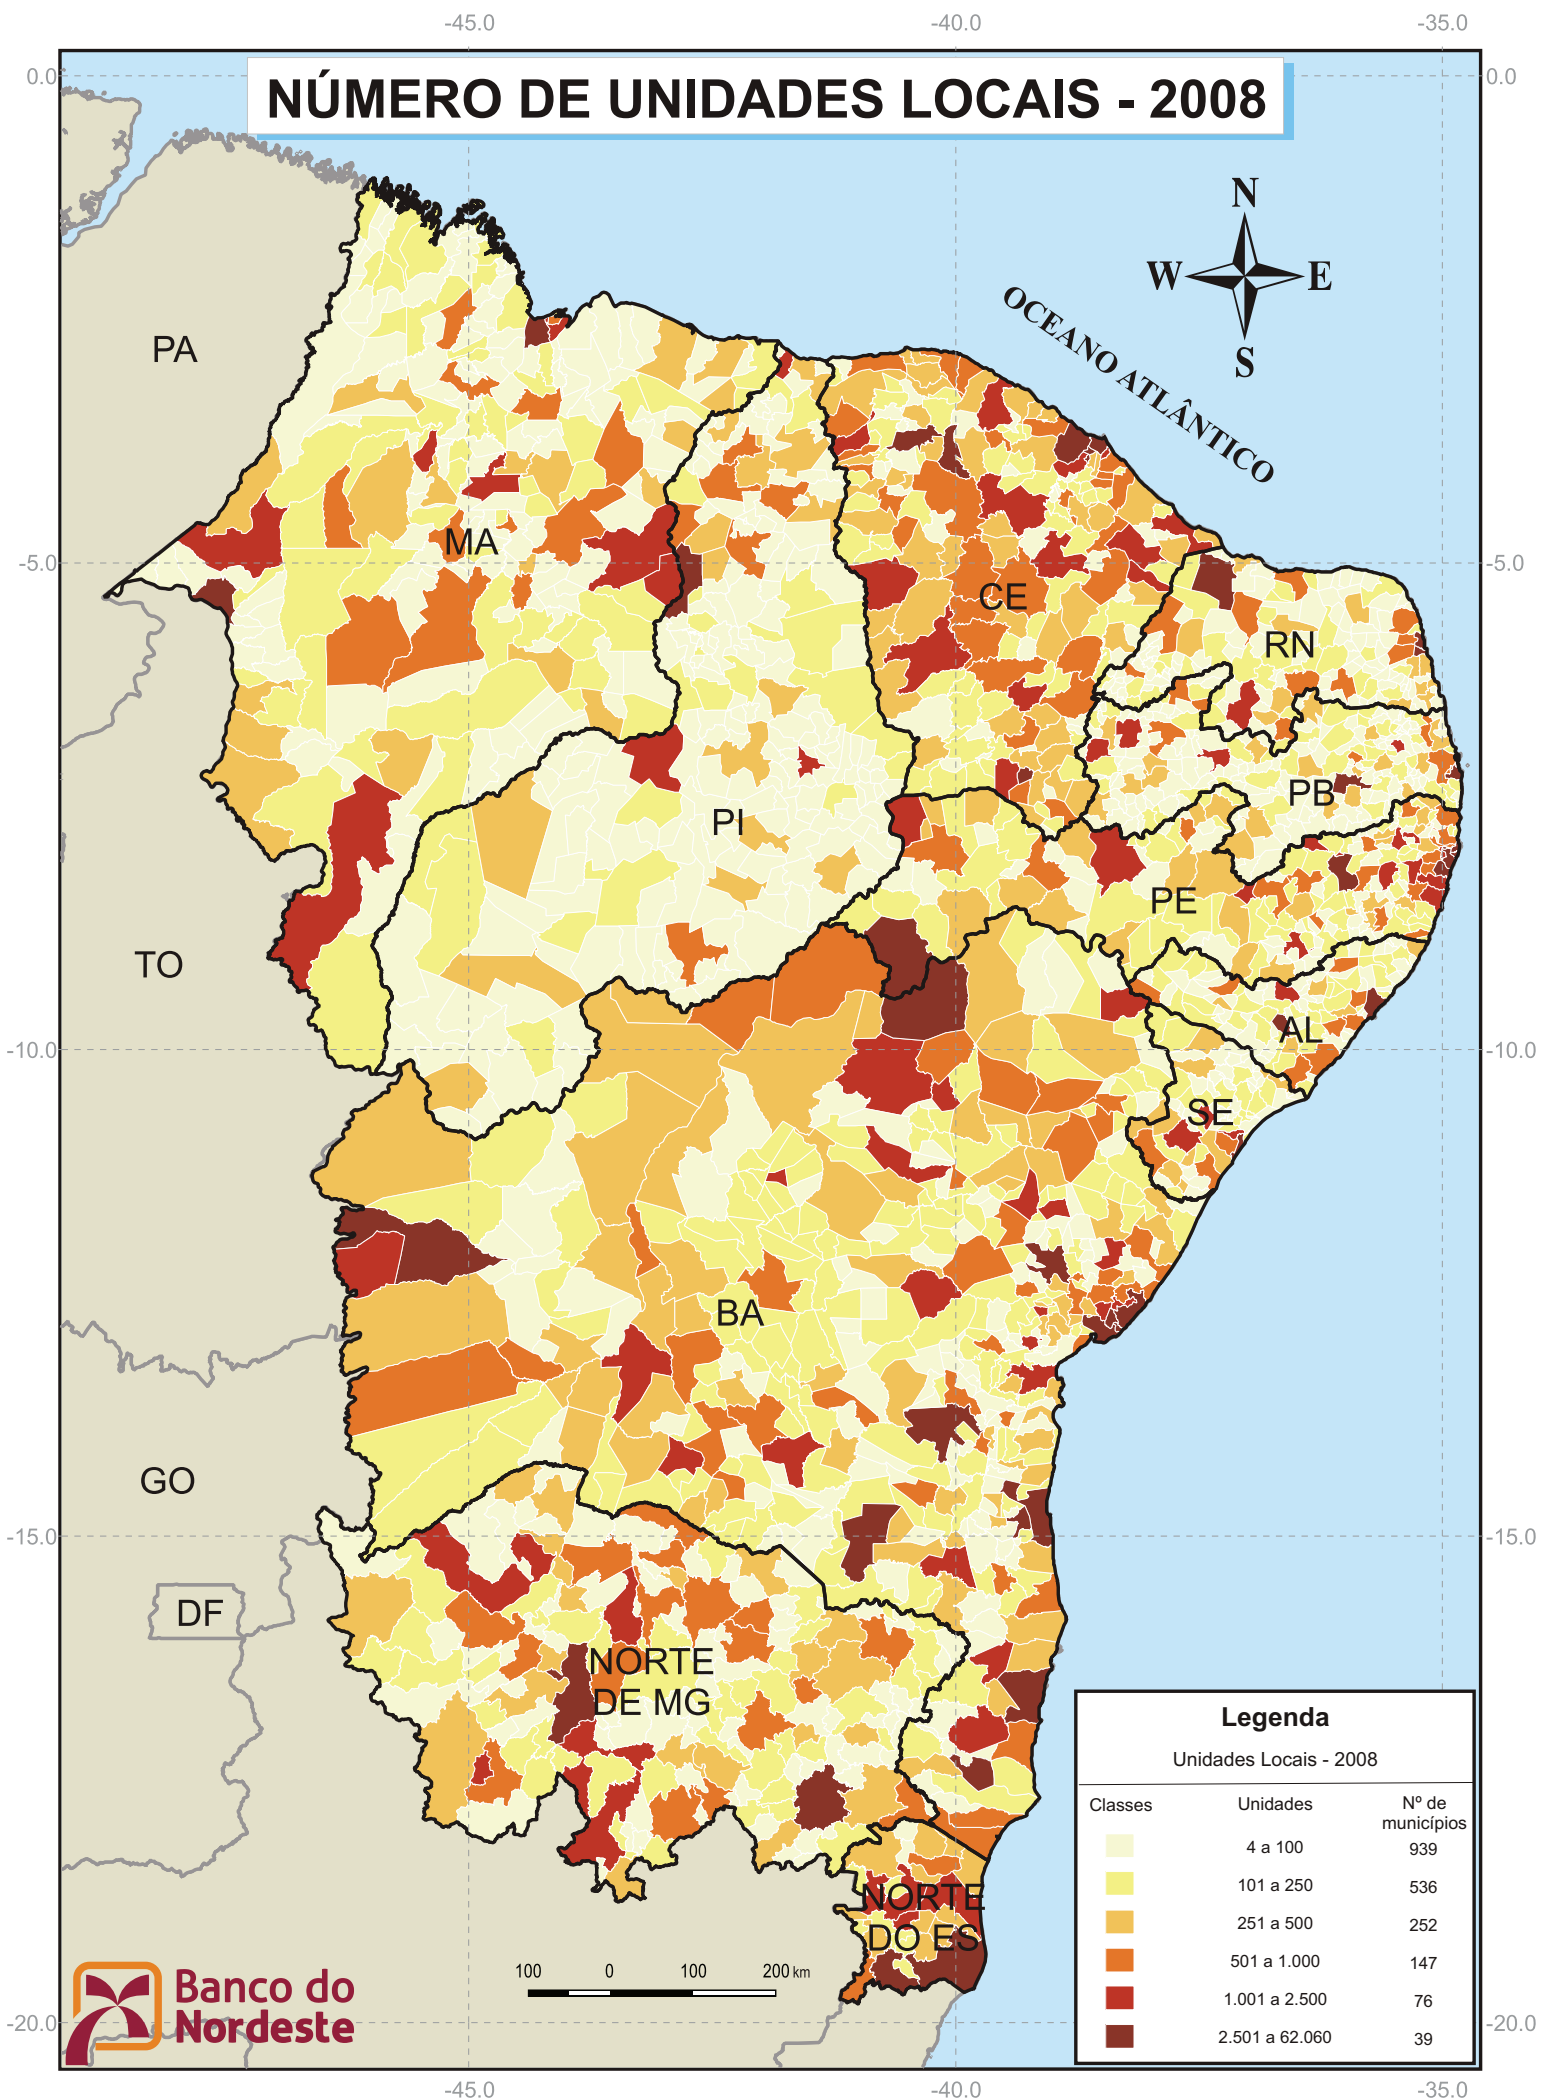 -45.0 -40.0 -35.0
0.0 0.0
NÚMERO DE UNIDADES LOCAIS - 2008
N
W E
S
OCEANO ATLÂNTICO
PA
MA
-5.0 -5.0
CE
RN
PB
PI
PE
TO
AL
-10.0 -10.0
SE
BA
GO
-15.0 -15.0
DF
NORTE
DE MG
NORTE
DO ES
Legenda
Unidades Locais - 2008
Classes Unidades Nº de
municípios
4 a 100 939
101 a 250 536
251 a 500 252
501 a 1.000 147
1.001 a 2.500 76
2.501 a 62.060 39
100 0 100 200 km
Banco do
Nordeste
-20.0 -20.0
-45.0 -40.0 -35.0